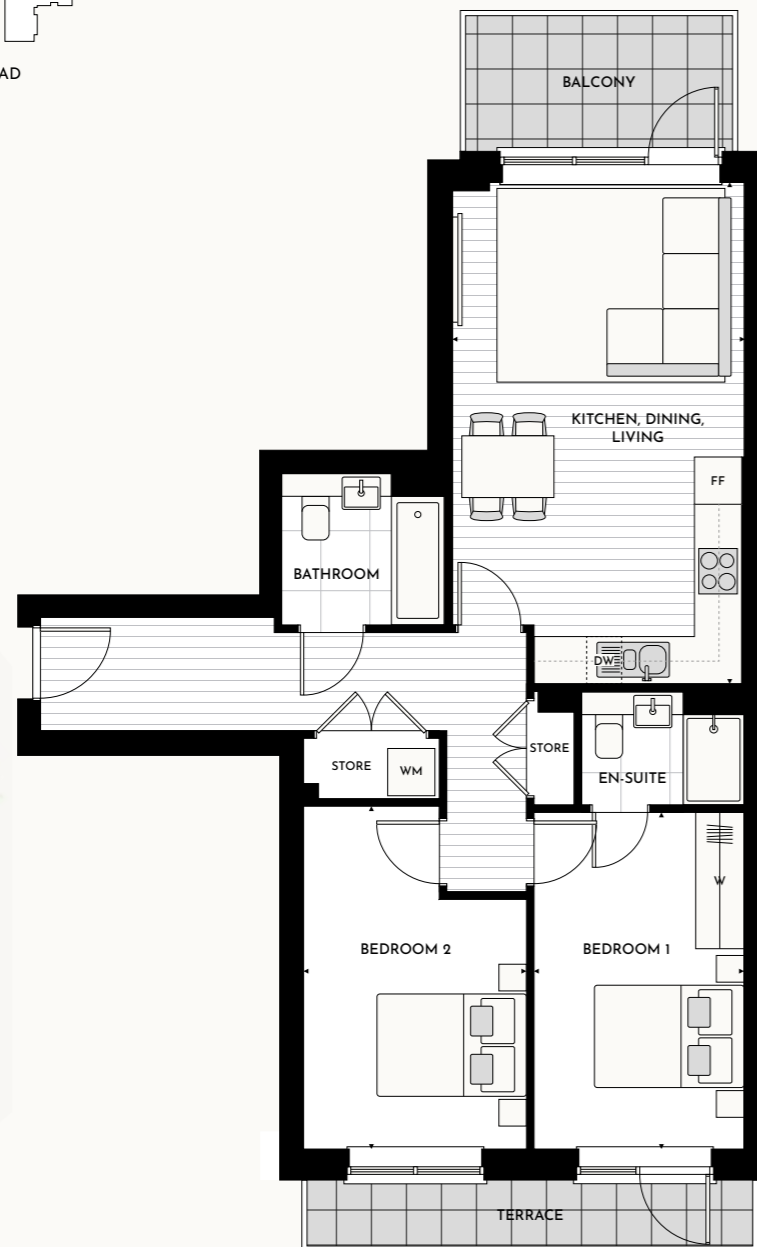 AD
BALCONY
KITCHEN, DINING,
LIVING
FF
BATHROOM
DW
STORE
WM
STORE
EN-SUITE
W
BEDROOM 2
BEDROOM 1
TERRACE